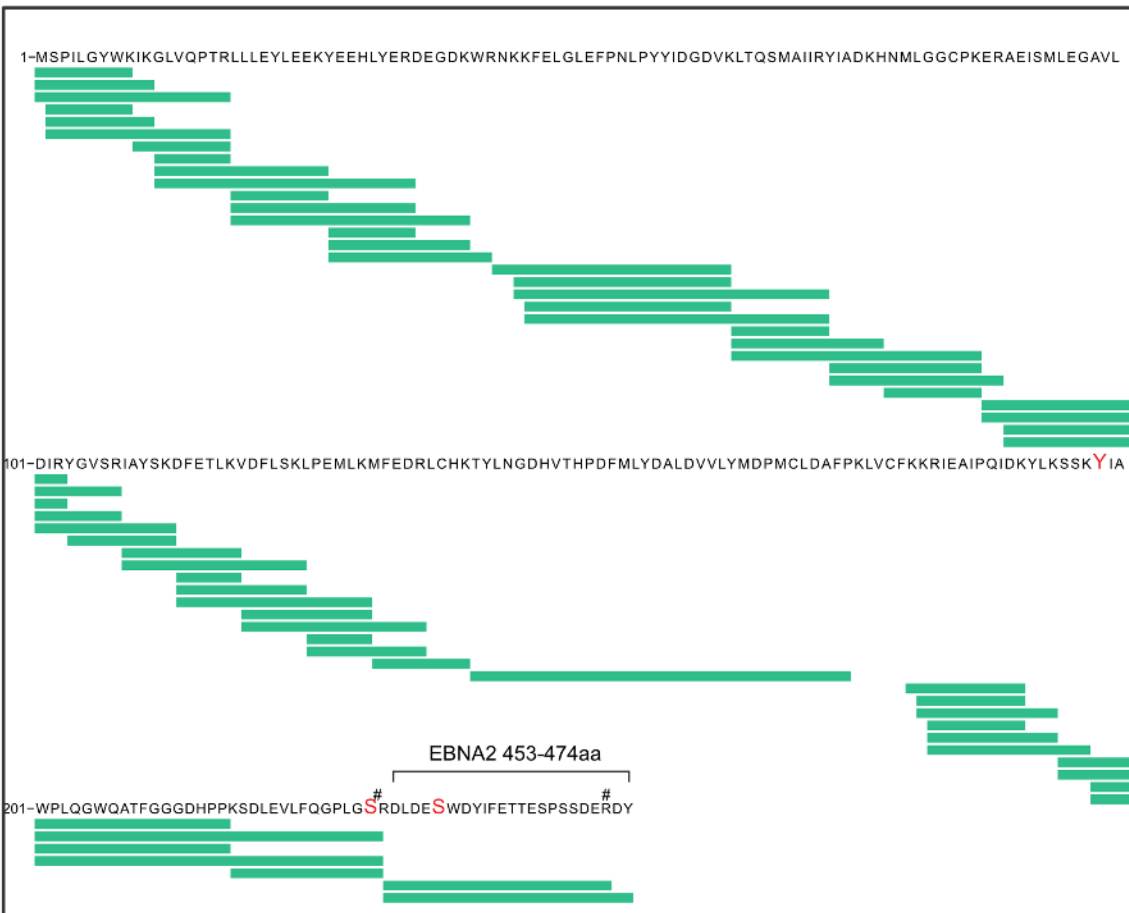 1-MSPILGYWKIKGLVQPTRLLLEYLEEKYEEHLYERDEGDKWRNKKFELGLEFPNLPYYIDGDVKLTQSMAIIRYIADKHNMLGGCPKERAEISMLEGAVL
101-DIRYGVSRIAYSKDFETLKVDFLSKLPEMLKMFEDRLCHKTYLNGDHVTHPDFMLYDALDVVLYMDPMCLDAFPKLVCFKKRIEAIPQIDKYLKSSKYIA
EBNA2 453-474aa
# #
201-WPLQGWQATFGGGDHPPKSDLEVLFQGPLGSRDLDESWDYIFETTESPSSDERDY